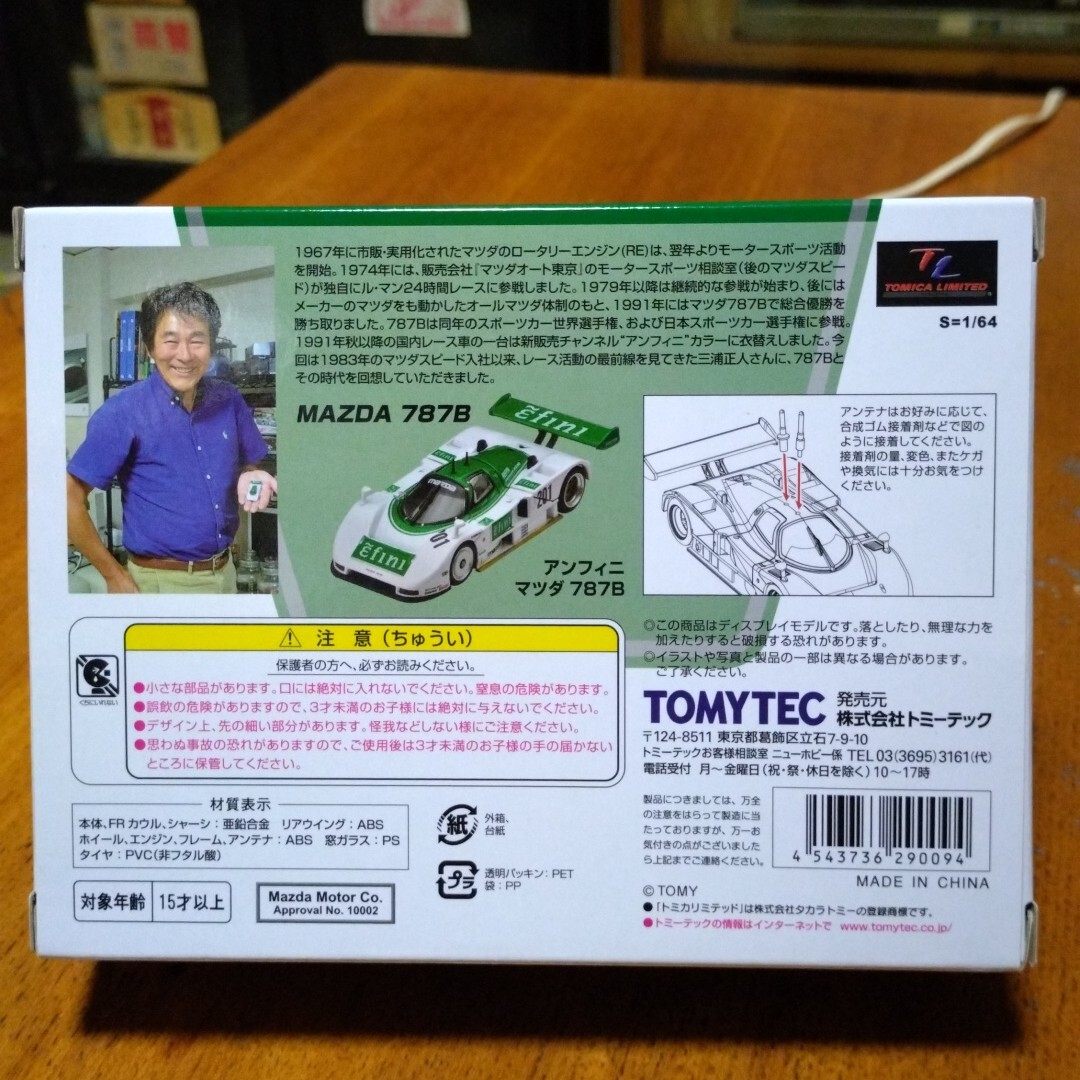 1967年に市販・実用化されたマツダのロータリーエンジン(RE)は、翌年よりモータースポーツ活動
を開始。1974年には、販売会社『マツダオート東京』のモータースポーツ相談室(後のマツダスピー
ド)が独自にル・マン24時間レースに参戦しました。1979年以降は継続的な参戦が始まり、後には
メーカーのマツダをも動かしたオールマツダ体制のもと、1991年にはマツダ787Bで総合優勝を
勝ち取りました。787Bは同年のスポーツカー世界選手権、および日本スポーツカー選手権に参戦。
1991年秋以降の国内レース車の一台は新販売チャンネル"アンフィニ"カラーに衣替えしました。今
回は1983年のマツダスピード入社以来、レース活動の最前線を見てきた三浦正人さんに、787Bと
その時代を回想していただきました。
TL
TOMICA LIMITED
S=1/64
MAZDA 787B
ẽfini
mazda
201
ẽfini
アンフィニ
マツダ 787B
アンテナはお好みに応じて、
合成ゴム接着剤などで図の
ように接着してください。
接着剤の量、変色、またケガ
や換気には十分お気をつけ
ください。
くちにいれない
⚠ 注 意(ちゅうい)
保護者の方へ、必ずお読みください。
●小さな部品があります。口には絶対に入れないでください。窒息の危険があります。
●誤飲の危険がありますので、3才未満のお子様には絶対に与えないでください。
●デザイン上、先の細い部分があります。怪我などしない様にご注意ください。
●思わぬ事故の恐れがありますので、ご使用後は3才未満のお子様の手の届かない
ところに保管してください。
◎この商品はディスプレイモデルです。落としたり、無理な力を
加えたりすると破損する恐れがあります。
◎イラストや写真と製品の一部は異なる場合があります。
ご了承ください。
TOMYTEC 発売元
株式会社トミーテック
〒124-8511 東京都葛飾区立石7-9-10
トミーテックお客様相談室 ニューホビー係 TEL 03(3695)3161(代)
電話受付 月~金曜日(祝・祭・休日を除く)10~17時
材質表示
本体、FR カウル、シャーシ:亜鉛合金 リアウイング:ABS
ホイール、エンジン、フレーム、アンテナ:ABS 窓ガラス:PS
タイヤ:PVC(非フタル酸)
紙
外箱、
台紙
プラ
透明パッキン:PET
袋:PP
対象年齢 15才以上
Mazda Motor Co.
Approval No. 10002
製品につきましては、万全
の注意をはらって製造に当
たっておりますが、万一お
気付きの点がございました
ら上記までご連絡ください。
4 543736 290094
MADE IN CHINA
© TOMY
●「トミカリミテッド」は株式会社タカラトミーの登録商標です。
●トミーテックの情報はインターネットで www.tomytec.co.jp/